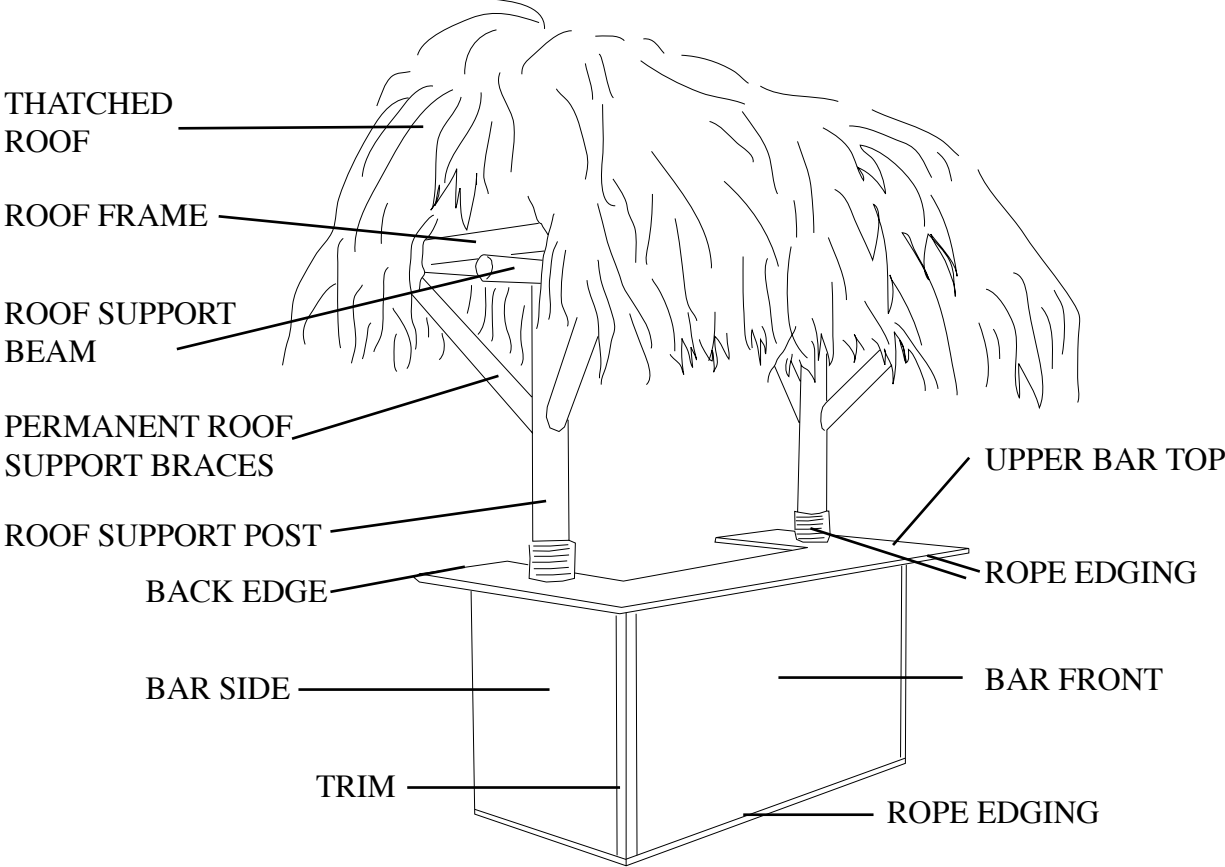 THATCHED
ROOF
ROOF FRAME
ROOF SUPPORT
BEAM
PERMANENT ROOF
SUPPORT BRACES
ROOF SUPPORT POST
BACK EDGE
BAR SIDE
TRIM
UPPER BAR TOP
ROPE EDGING
BAR FRONT
ROPE EDGING